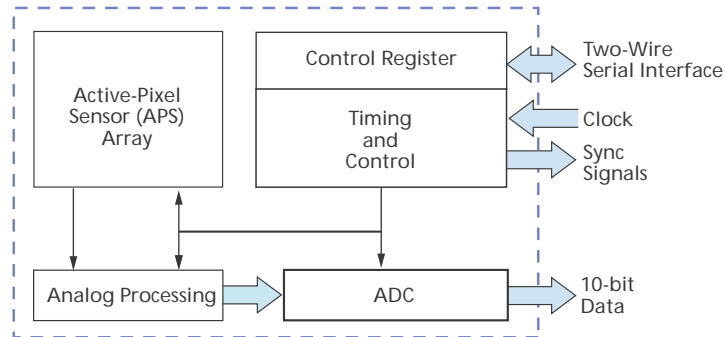 Active-Pixel
Sensor (APS)
Array
Control Register
Timing
and
Control
Two-Wire
Serial Interface
Clock
Sync
Signals
Analog Processing
ADC
10-bit
Data